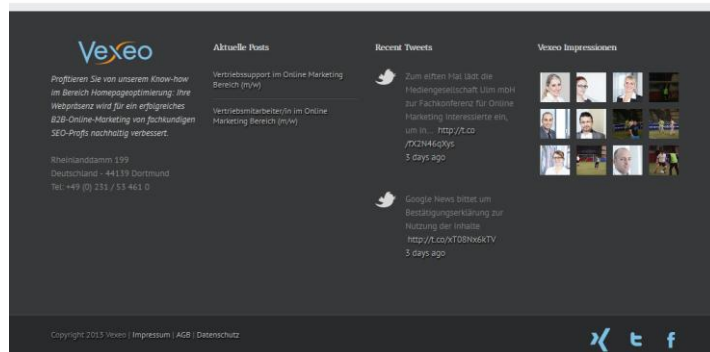 Vexeo
Profitieren Sie von unserem Know-how
im Bereich Homepageoptimierung: Ihre
Webpräsenz wird für ein erfolgreiches
B2B-Online-Marketing von fachkundigen
SEO-Profis nachhaltig verbessert.
Rheinlanddamm 199
Deutschland - 44139 Dortmund
Tel: +49 (0) 231 / 53 461 0
Aktuelle Posts
Vertriebssupport im Online Marketing
Bereich (m/w)
Vertriebsmitarbeiter/in im Online
Marketing Bereich (m/w)
Recent Tweets
Zum elften Mal lädt die
Mediengesellschaft Ulm mbH
zur Fachkonferenz für Online
Marketing Interessierte ein,
um in... http://t.co
/fX2N46qXys
3 days ago
Google News bittet um
Bestätigungserklärung zur
Nutzung der Inhalte
http://t.co/xT08Nx6kTV
3 days ago
Vexeo Impressionen
Copyright 2013 Vexeo | Impressum | AGB | Datenschutz